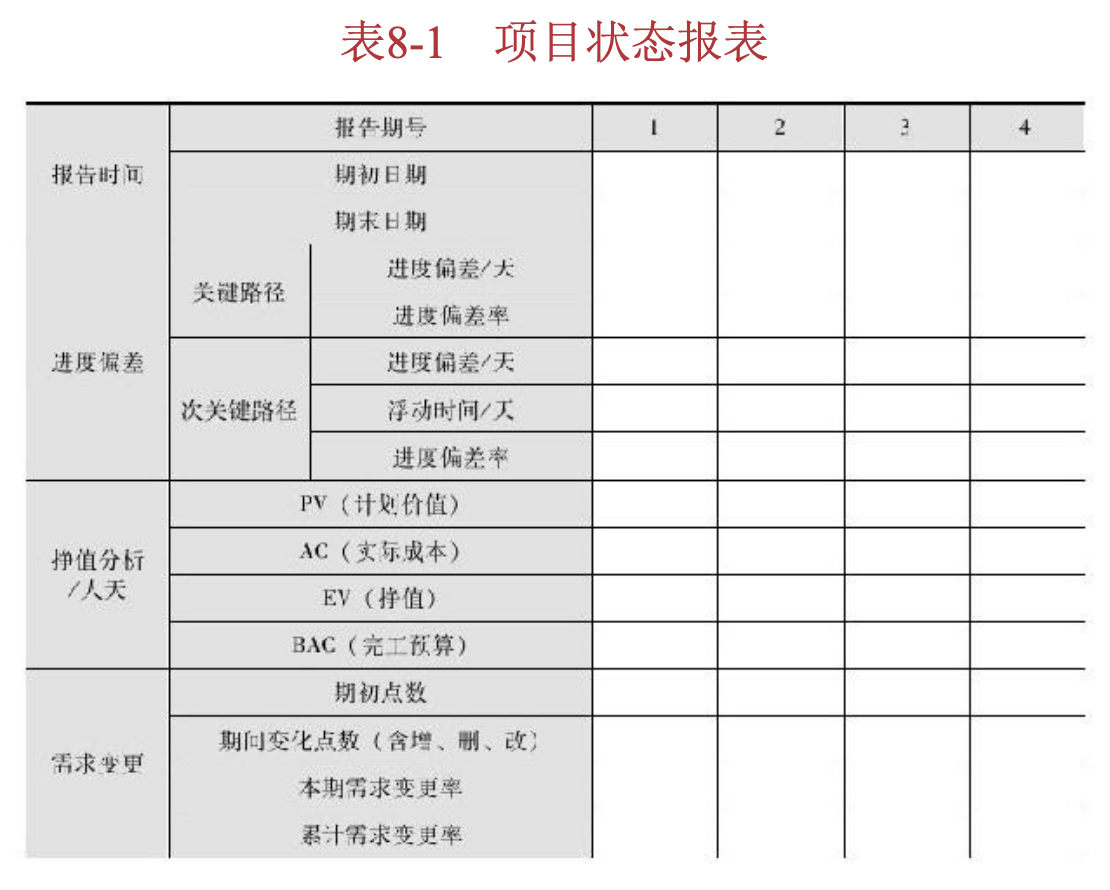 表8-1 项目状态报表
报告期号 1 2 3 4
报告时间 期初日期
期末日期
关键路径 进度偏差/天
进度偏差率
进度偏差 次关键路径 进度偏差/天
浮动时间/天
进度偏差率
PV（计划价值）
挣值分析 AC（实际成本）
/人天 EV（挣值）
BAC（完工预算）
期初点数
需求变更 期间变化点数（含增、删、改）
本期需求变更率
累计需求变更率